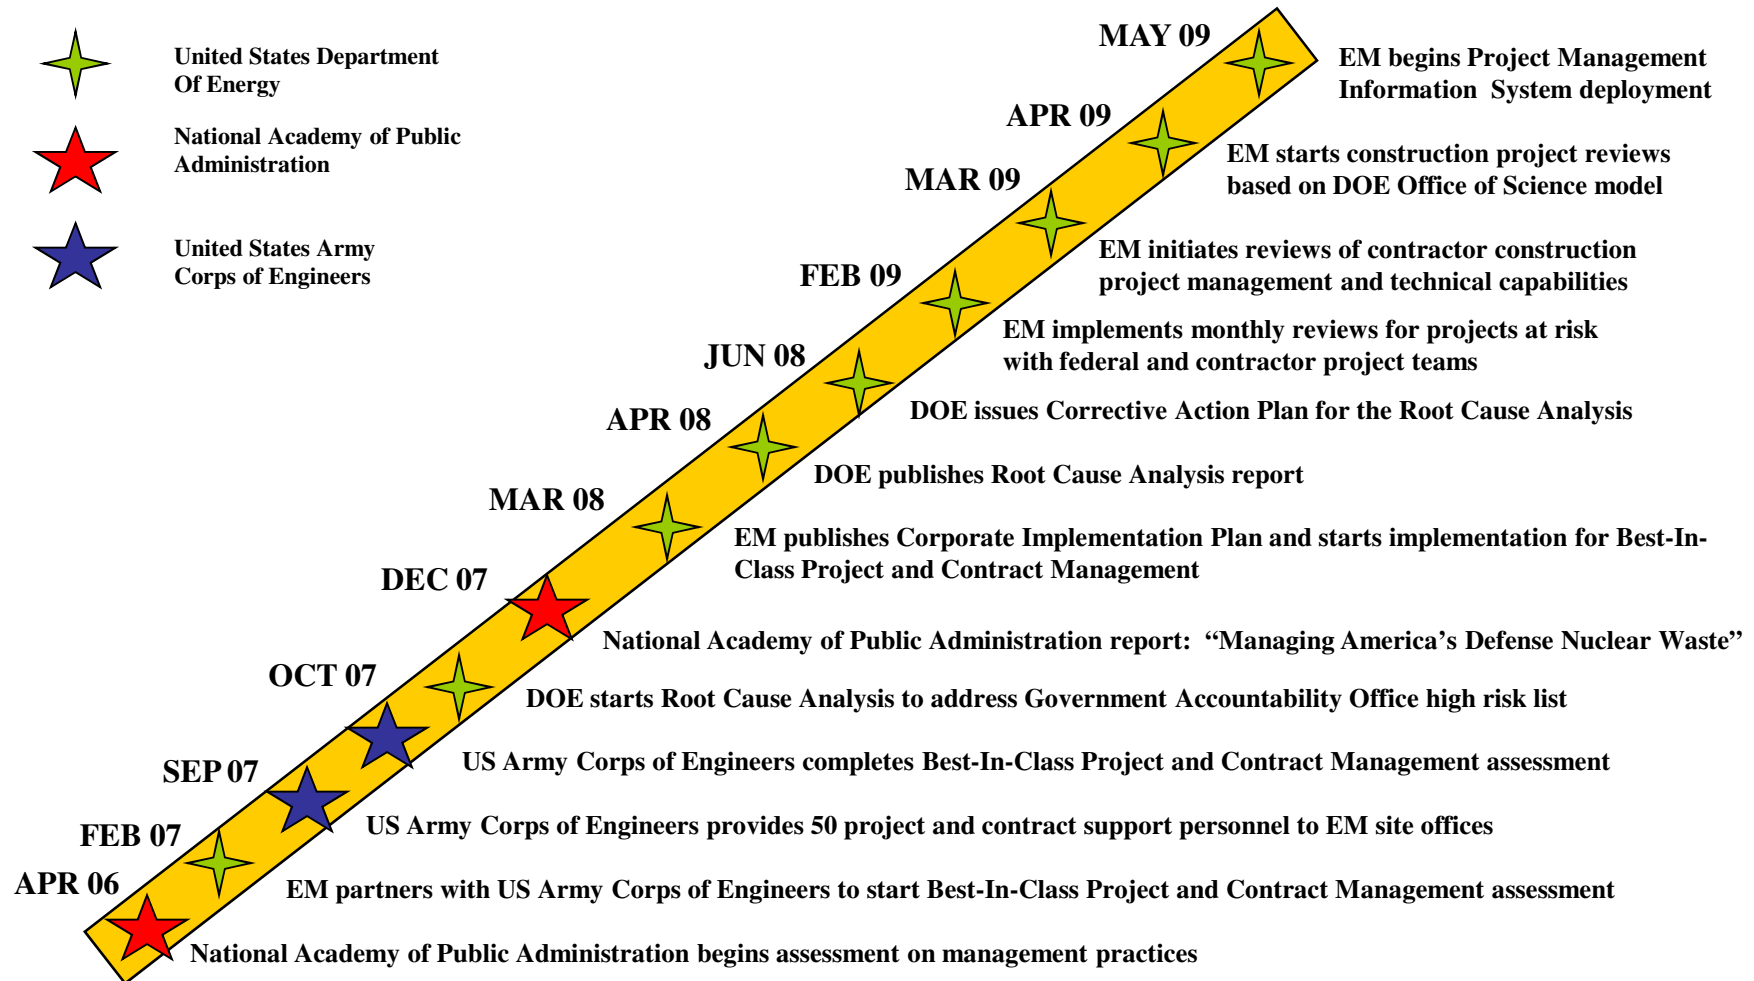 United States Department
Of Energy
National Academy of Public
Administration
United States Army
Corps of Engineers
MAY 09
EM begins Project Management
Information System deployment
APR 09
EM starts construction project reviews
based on DOE Office of Science model
MAR 09
EM initiates reviews of contractor construction
project management and technical capabilities
FEB 09
EM implements monthly reviews for projects at risk
with federal and contractor project teams
JUN 08
DOE issues Corrective Action Plan for the Root Cause Analysis
APR 08
DOE publishes Root Cause Analysis report
MAR 08
EM publishes Corporate Implementation Plan and starts implementation for Best-In-
Class Project and Contract Management
DEC 07
National Academy of Public Administration report: “Managing America’s Defense Nuclear Waste”
OCT 07
DOE starts Root Cause Analysis to address Government Accountability Office high risk list
US Army Corps of Engineers completes Best-In-Class Project and Contract Management assessment
SEP 07
US Army Corps of Engineers provides 50 project and contract support personnel to EM site offices
FEB 07
EM partners with US Army Corps of Engineers to start Best-In-Class Project and Contract Management assessment
APR 06
National Academy of Public Administration begins assessment on management practices